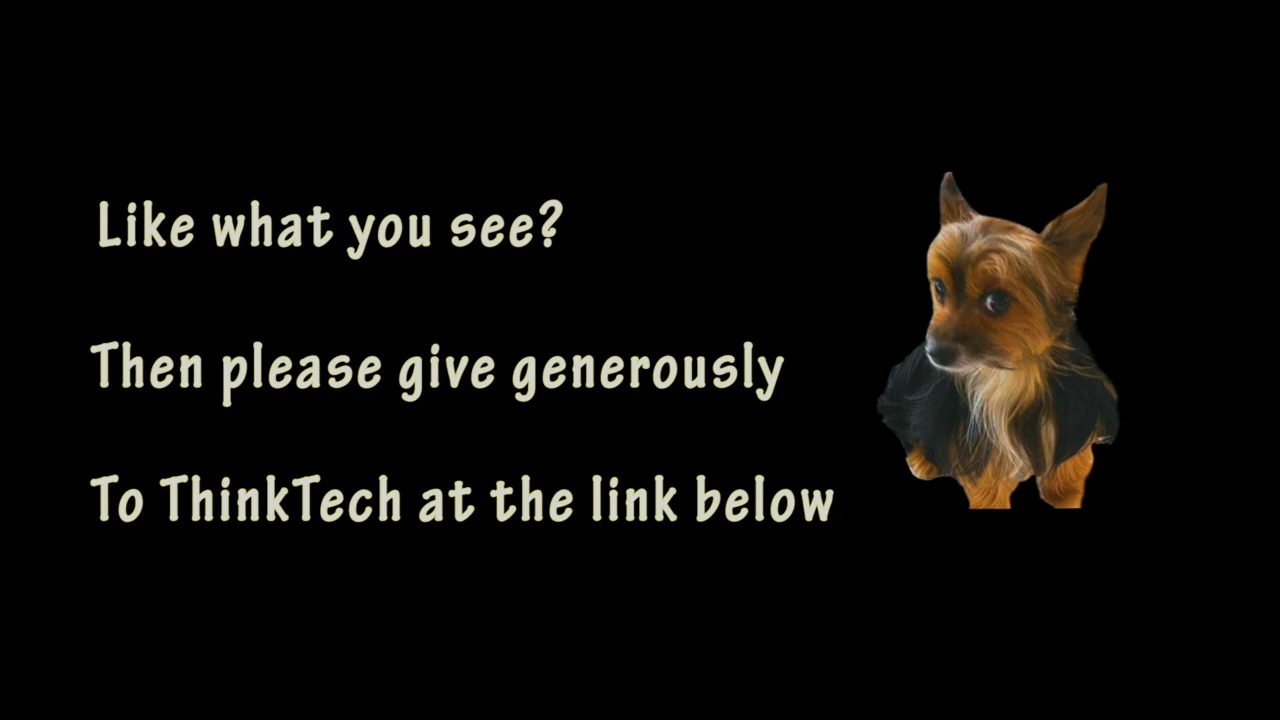 Like what you see?
Then please give generously
To ThinkTech at the link below